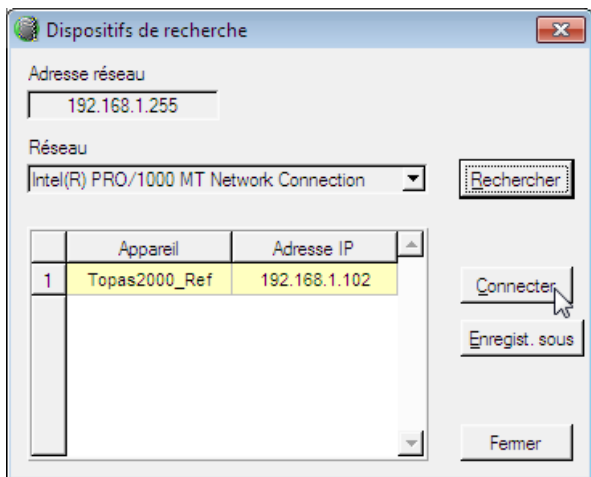 Dispositifs de recherche
Adresse réseau
192.168.1.255
Réseau
Intel(R) PRO/1000 MT Network Connection
Rechercher
Appareil Adresse IP
1 Topas2000_Ref 192.168.1.102
Connecter
Enregist. sous
Fermer